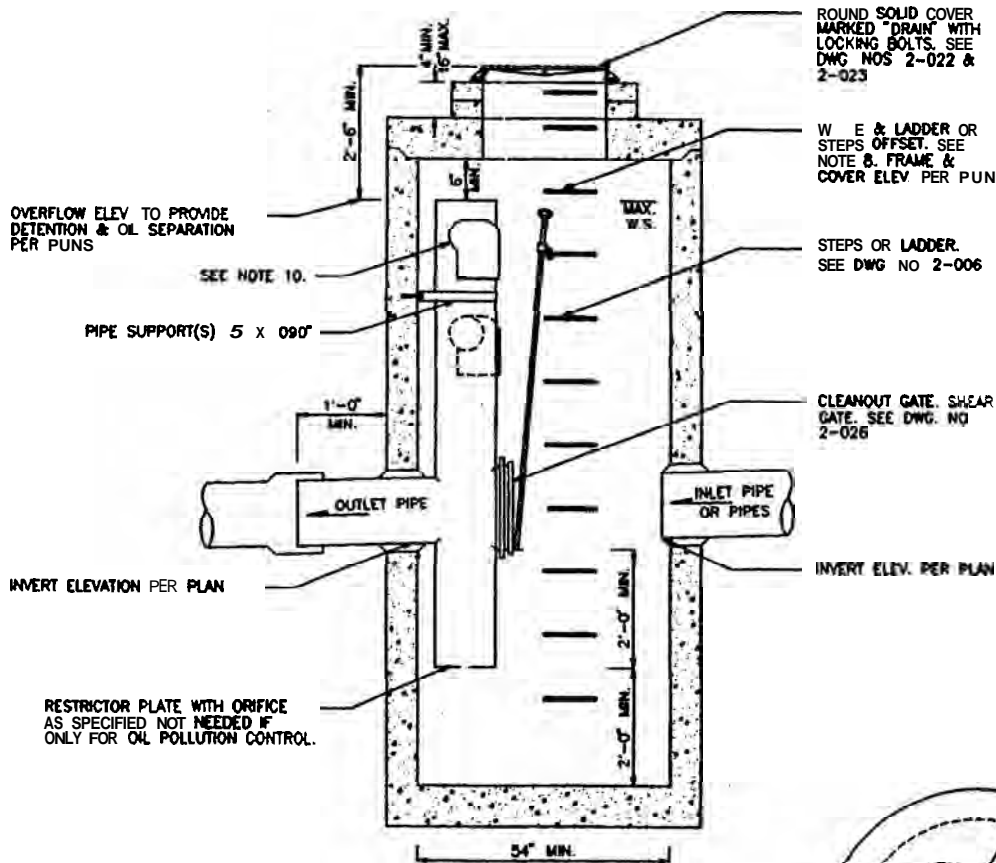 ROUND SOLID COVER
MARKED "DRAIN" WITH
LOCKING BOLTS. SEE
DWG NOS 2-022 &
2-023
4" MIN.
16" MAX.
2'-6" MIN.
W E & LADDER OR
STEPS OFFSET. SEE
NOTE 8. FRAME &
COVER ELEV PER PUN
6"
MIN.
MAX.
W.S.
OVERFLOW ELEV TO PROVIDE
DETENTION & OIL SEPARATION
PER PUNS
SEE NOTE 10.
STEPS OR LADDER.
SEE DWG NO 2-006
PIPE SUPPORT(S) 5 X 090"
1'-0"
MIN.
CLEANOUT GATE. SHEAR
GATE. SEE DWG. NO
2-026
OUTLET PIPE
INLET PIPE
OR PIPES
INVERT ELEVATION PER PLAN
INVERT ELEV. PER PLAN
2'-0" MIN.
RESTRICTOR PLATE WITH ORIFICE
AS SPECIFIED NOT NEEDED IF
ONLY FOR OIL POLLUTION CONTROL.
2'-0" MIN.
54" MIN.